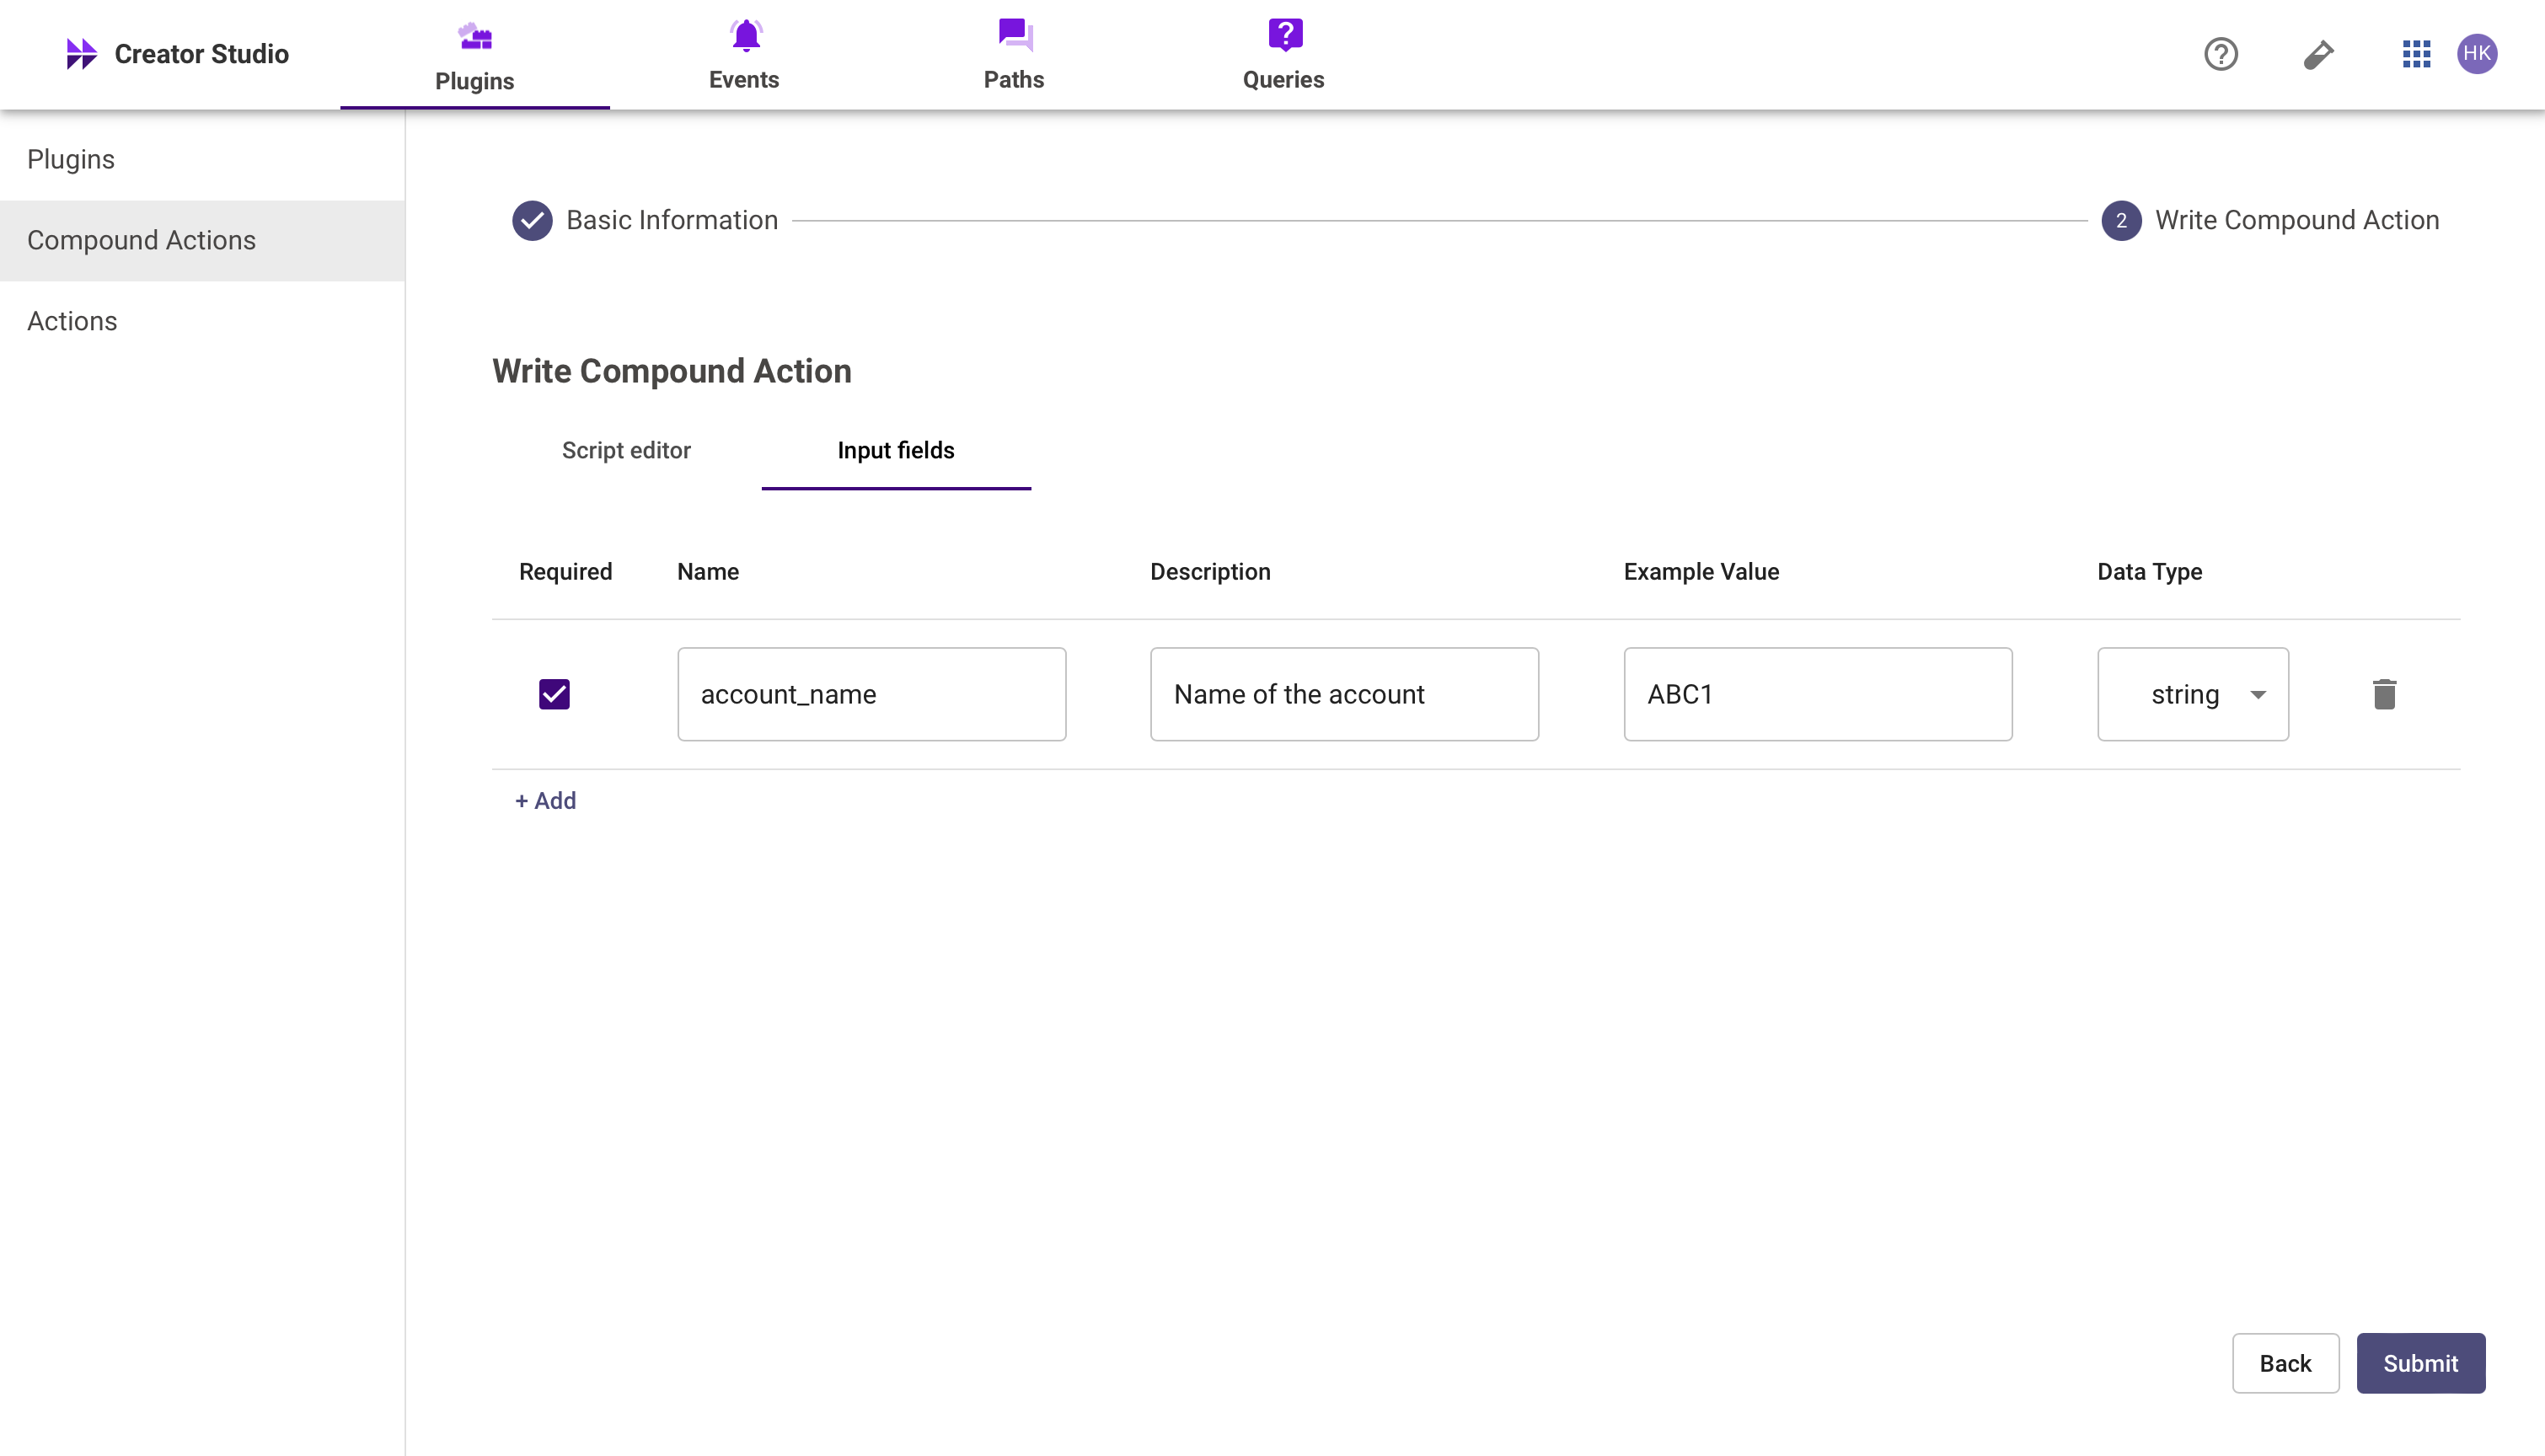 Creator Studio
Plugins
Events
Paths
Queries
HK
Plugins
Compound Actions
Actions
Basic Information
2
Write Compound Action
Write Compound Action
Script editor
Input fields
Required
Name
Description
Example Value
Data Type
account_name
Name of the account
ABC1
string
+ Add
Back
Submit